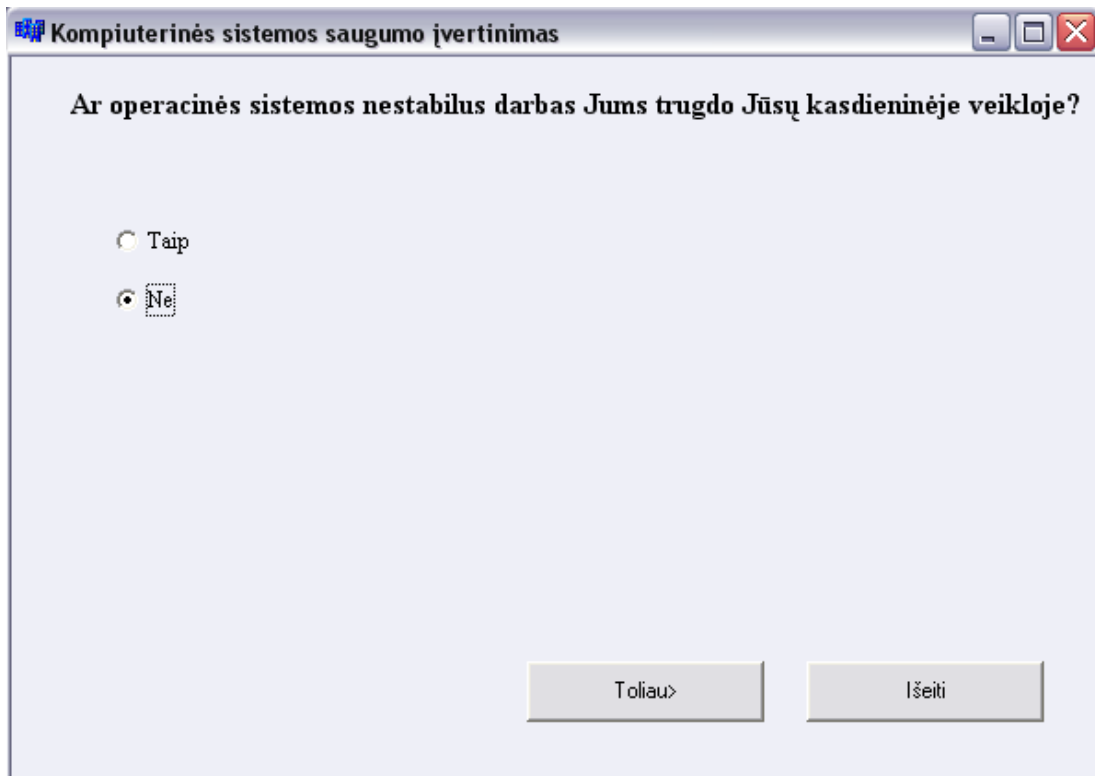 Kompiuterinės sistemos saugumo įvertinimas
Ar operacinės sistemos nestabilus darbas Jums trugdo Jūsų kasdieninėje veikloje?
Taip
Ne
Toliau>
Išeiti